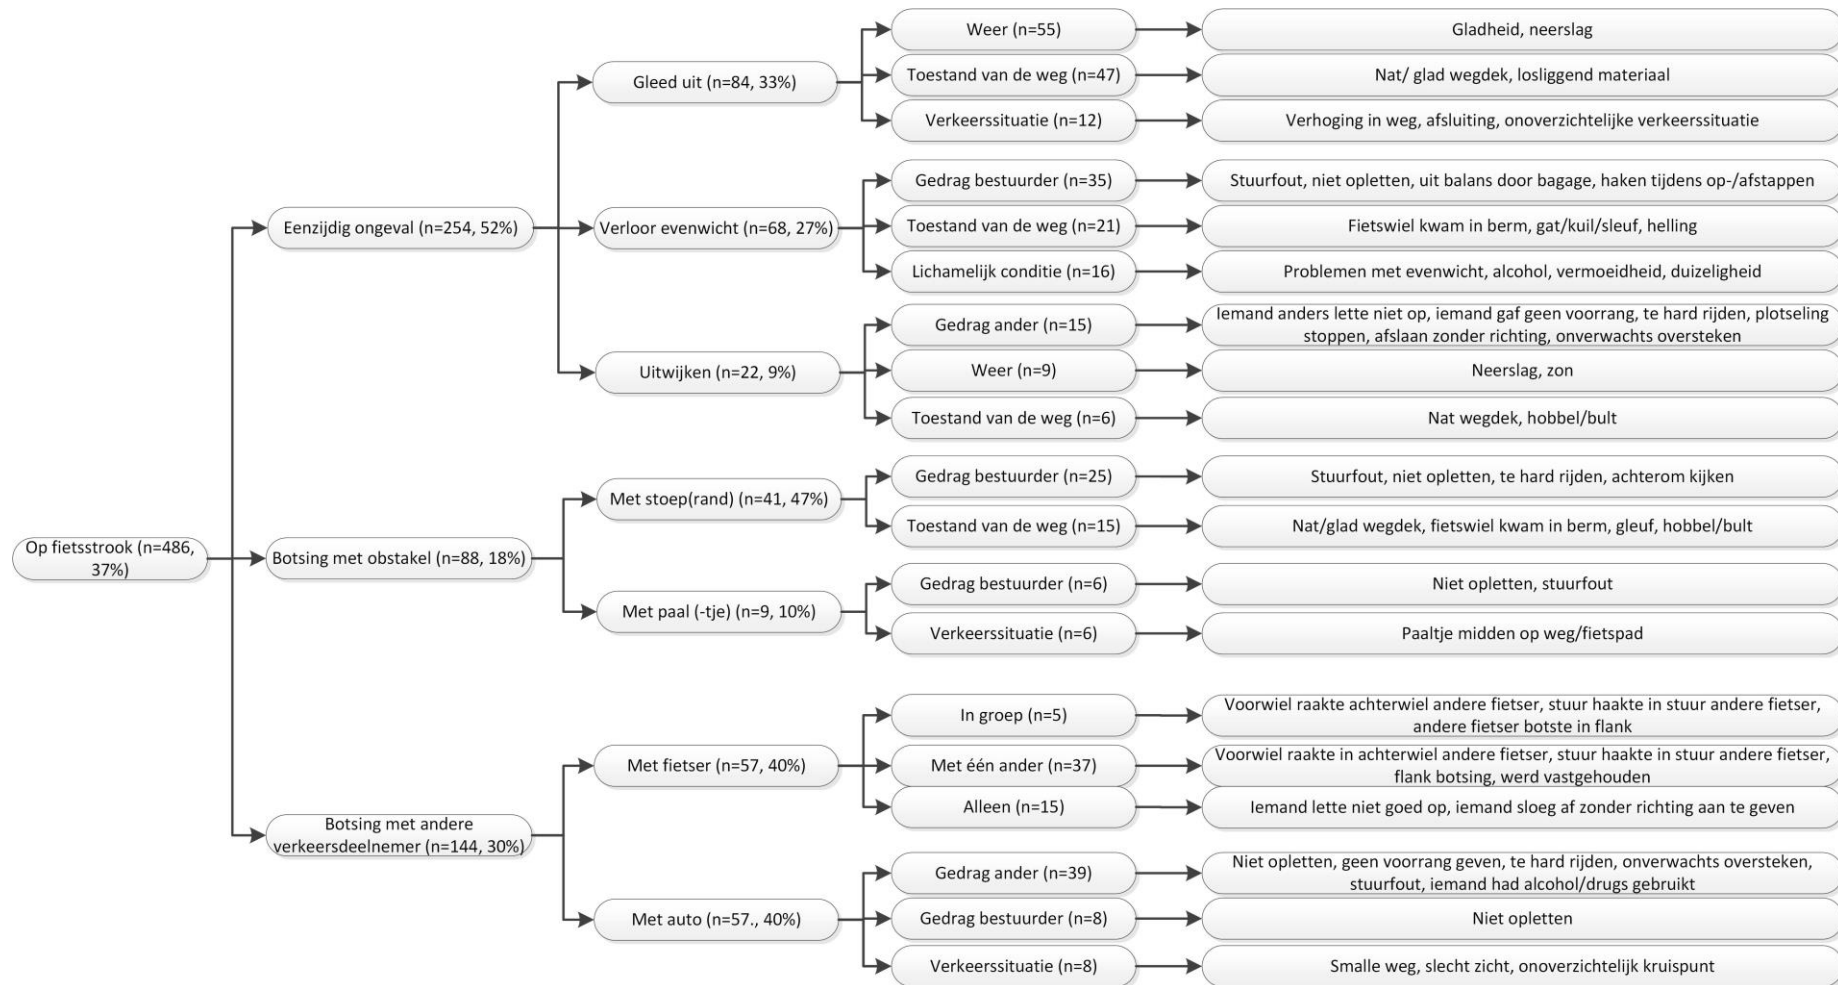 Op fietsstrook (n=486,
37%)
Eenzijdig ongeval (n=254, 52%)
Gleed uit (n=84, 33%)
Weer (n=55)
Gladheid, neerslag
Toestand van de weg (n=47)
Nat/ glad wegdek, losliggend materiaal
Verkeerssituatie (n=12)
Verhoging in weg, afsluiting, onoverzichtelijke verkeerssituatie
Verloor evenwicht (n=68, 27%)
Gedrag bestuurder (n=35)
Stuurfout, niet opletten, uit balans door bagage, haken tijdens op-/afstappen
Toestand van de weg (n=21)
Fietswiel kwam in berm, gat/kuil/sleuf, helling
Lichamelijk conditie (n=16)
Problemen met evenwicht, alcohol, vermoeidheid, duizeligheid
Uitwijken (n=22, 9%)
Gedrag ander (n=15)
Iemand anders lette niet op, iemand gaf geen voorrang, te hard rijden, plotseling
stoppen, afslaan zonder richting, onverwachts oversteken
Weer (n=9)
Neerslag, zon
Toestand van de weg (n=6)
Nat wegdek, hobbel/bult
Botsing met obstakel (n=88, 18%)
Met stoep(rand) (n=41, 47%)
Gedrag bestuurder (n=25)
Stuurfout, niet opletten, te hard rijden, achterom kijken
Toestand van de weg (n=15)
Nat/glad wegdek, fietswiel kwam in berm, gleuf, hobbel/bult
Met paal (-tje) (n=9, 10%)
Gedrag bestuurder (n=6)
Niet opletten, stuurfout
Verkeerssituatie (n=6)
Paaltje midden op weg/fietspad
Botsing met andere
verkeersdeelnemer (n=144, 30%)
Met fietser (n=57, 40%)
In groep (n=5)
Voorwiel raakte achterwiel andere fietser, stuur haakte in stuur andere fietser,
andere fietser botste in flank
Met één ander (n=37)
Voorwiel raakte in achterwiel andere fietser, stuur haakte in stuur andere fietser,
flank botsing, werd vastgehouden
Alleen (n=15)
Iemand lette niet goed op, iemand sloeg af zonder richting aan te geven
Met auto (n=57., 40%)
Gedrag ander (n=39)
Niet opletten, geen voorrang geven, te hard rijden, onverwachts oversteken,
stuurfout, iemand had alcohol/drugs gebruikt
Gedrag bestuurder (n=8)
Niet opletten
Verkeerssituatie (n=8)
Smalle weg, slecht zicht, onoverzichtelijk kruispunt